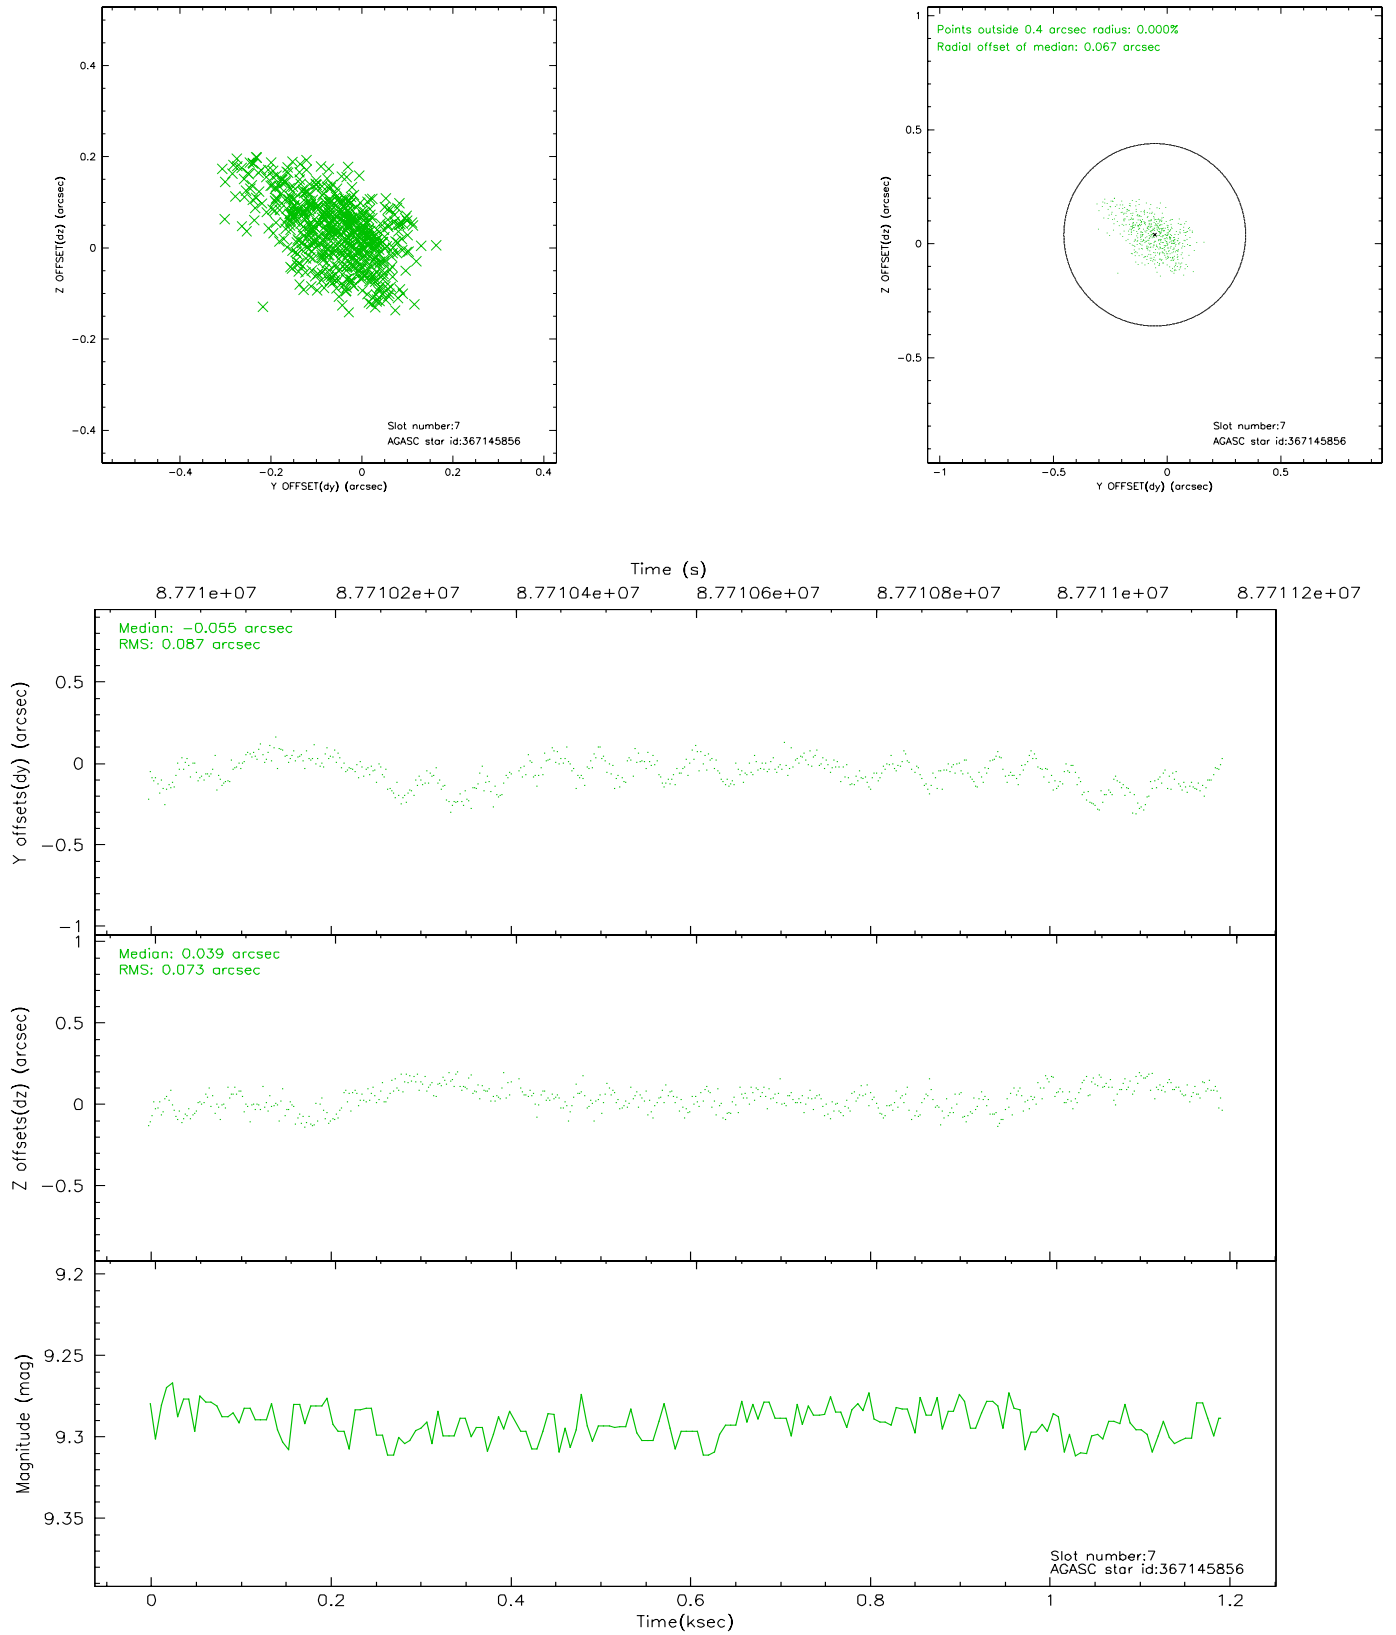 0.4
0.2
0
−0.2
−0.4
Z OFFSET(dz) (arcsec)
−0.4 −0.2 0 0.2 0.4
Y OFFSET(dy) (arcsec)
Slot number:7
AGASC star id:367145856
Points outside 0.4 arcsec radius: 0.000%
Radial offset of median: 0.067 arcsec
1
0.5
0
−0.5
Z OFFSET(dz) (arcsec)
−1 −0.5 0 0.5
Y OFFSET(dy) (arcsec)
Slot number:7
AGASC star id:367145856
Time (s)
8.771e+07 8.77102e+07 8.77104e+07 8.77106e+07 8.77108e+07 8.7711e+07 8.77112e+07
Median: −0.055 arcsec
RMS: 0.087 arcsec
0.5
0
−0.5
−1
Y offsets(dy) (arcsec)
Median: 0.039 arcsec
RMS: 0.073 arcsec
1
0.5
0
−0.5
Z offsets(dz) (arcsec)
9.2
9.25
9.3
9.35
Magnitude (mag)
Slot number:7
AGASC star id:367145856
0 0.2 0.4 0.6 0.8 1 1.2
Time(ksec)